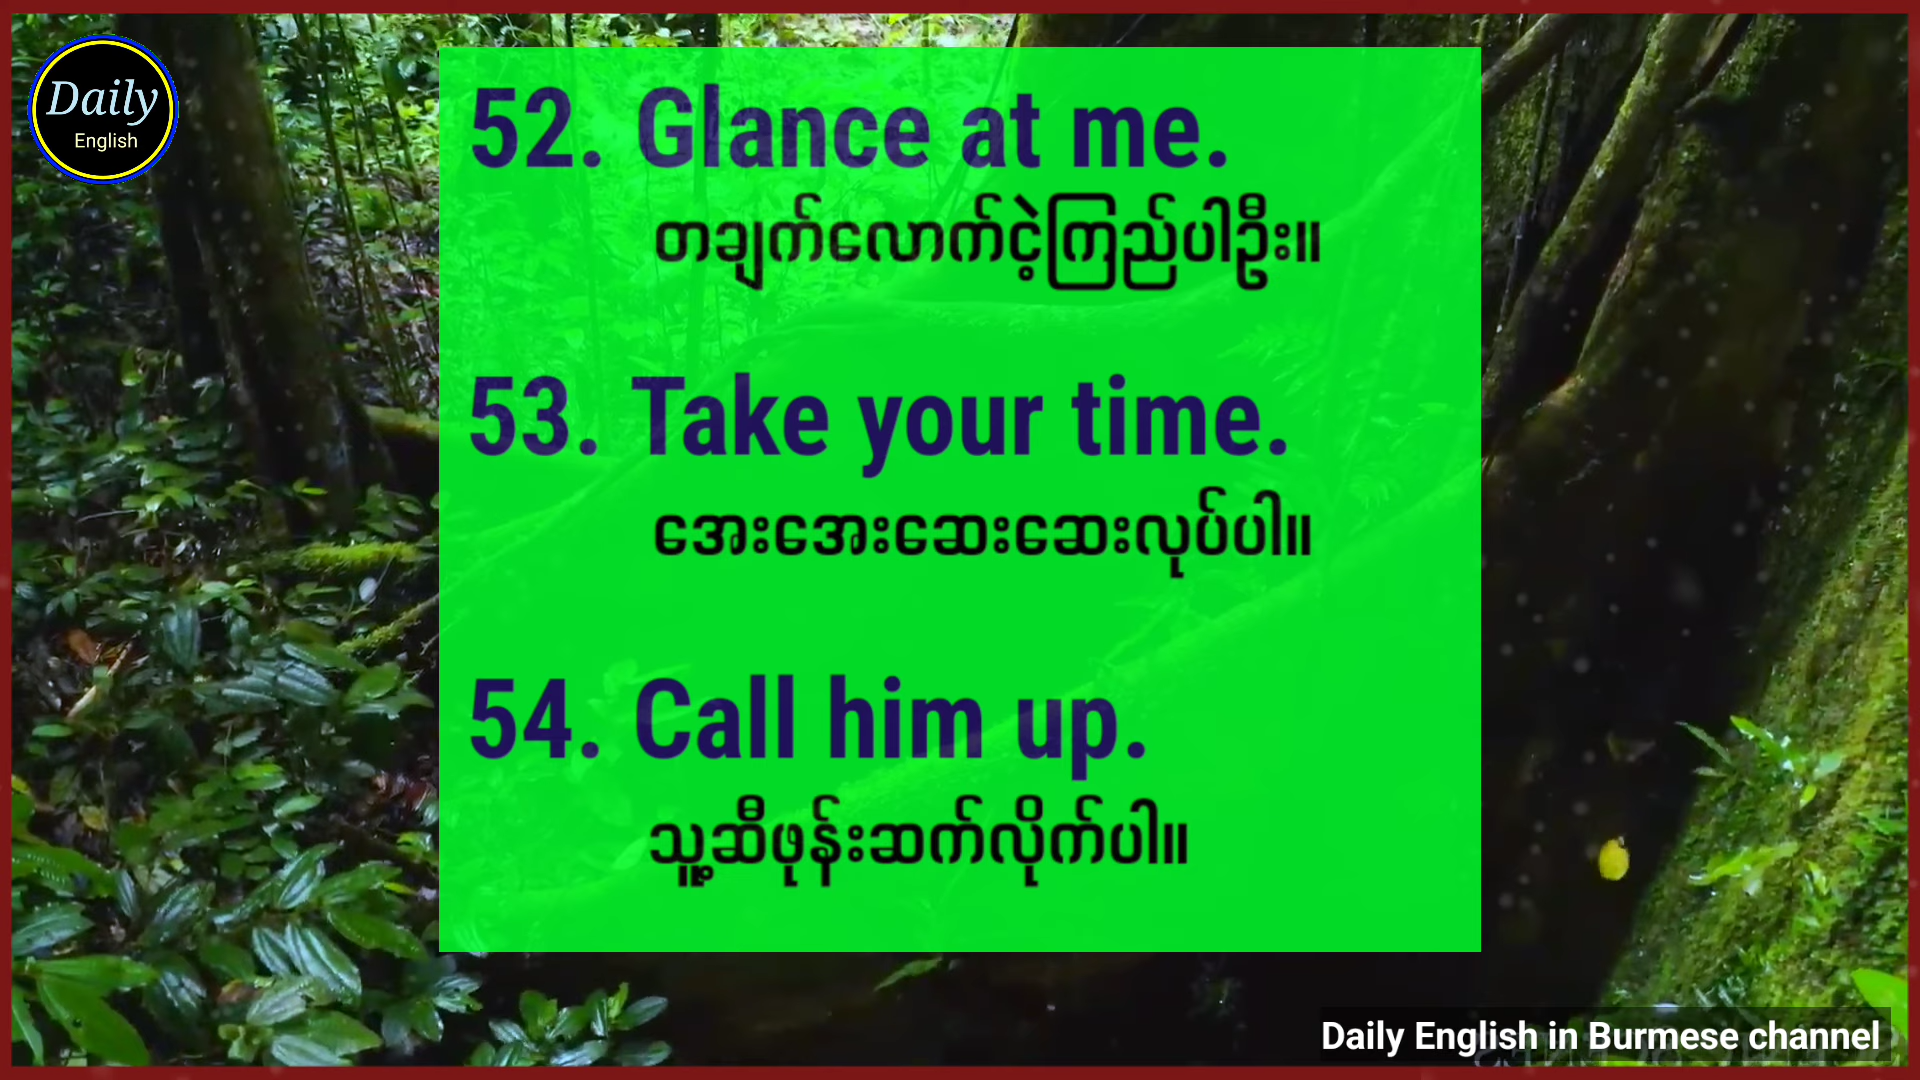 Daily
English
52. Glance at me.
တချက်လောက်ငဲ့ကြည်ပါဦး။
53. Take your time.
အေးအေးဆေးဆေးလုပ်ပါ။
54. Call him up.
သူ့ဆီဖုန်းဆက်လိုက်ပါ။
Daily English in Burmese channel